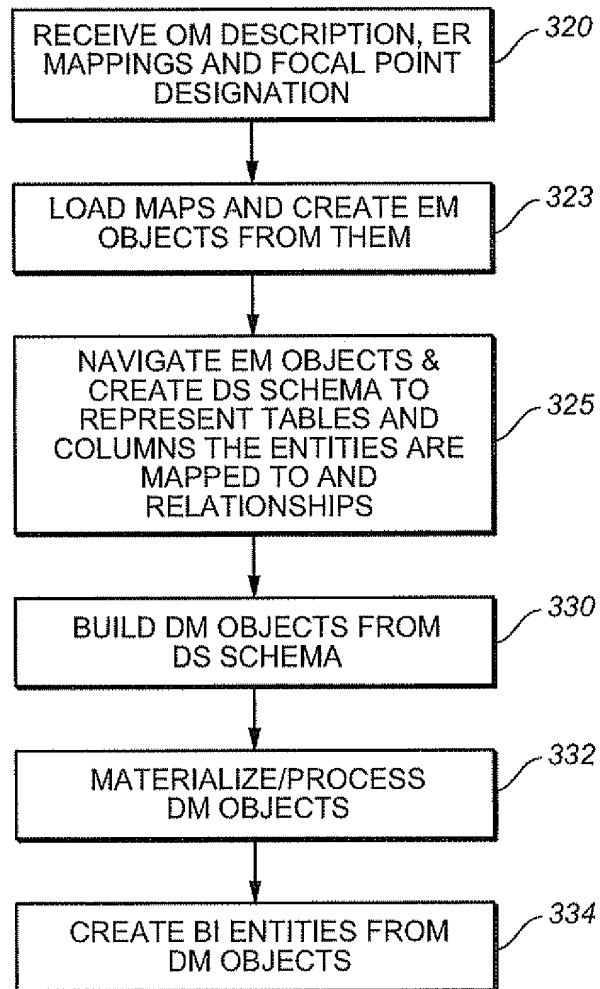 RECEIVE OM DESCRIPTION, ER
MAPPINGS AND FOCAL POINT
DESIGNATION
320
LOAD MAPS AND CREATE EM
OBJECTS FROM THEM
323
NAVIGATE EM OBJECTS &
CREATE DS SCHEMA TO
REPRESENT TABLES AND
COLUMNS THE ENTITIES ARE
MAPPED TO AND
RELATIONSHIPS
325
BUILD DM OBJECTS FROM
DS SCHEMA
330
MATERIALIZE/PROCESS
DM OBJECTS
332
CREATE BI ENTITIES FROM
DM OBJECTS
334